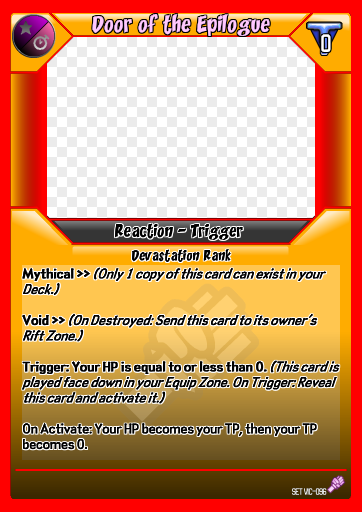 Door of the Epilogue
0
Reaction - Trigger
Devastation Rank
Mythical >> (Only 1 copy of this card can exist in your
Deck.)
Void >> (On Destroyed: Send this card to its owner's
Rift Zone.)
Trigger: Your HP is equal to or less than 0. (This card is
played face down in your Equip Zone. On Trigger: Reveal
this card and activate it.)
On Activate: Your HP becomes your TP, then your TP
becomes 0.
SET VIC-096